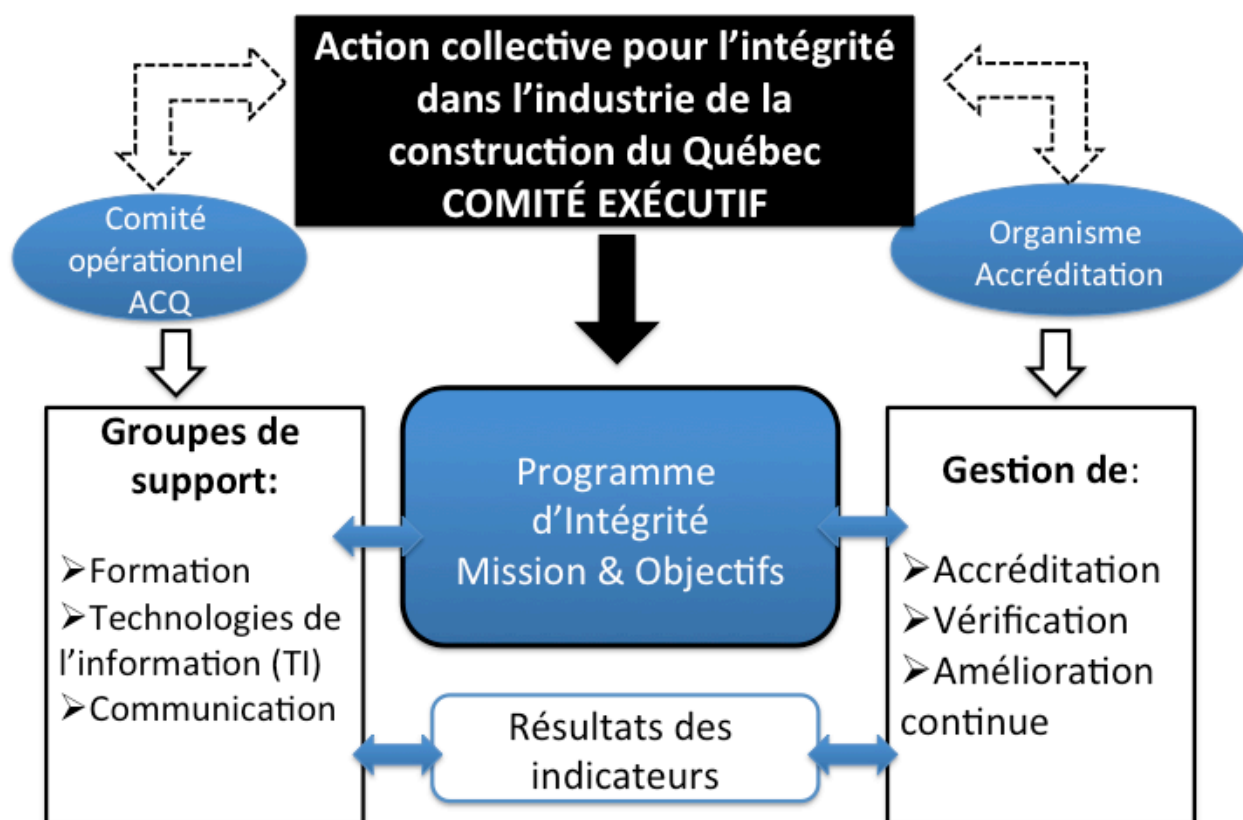 Action collective pour l’intégrité
dans l’industrie de la
construction du Québec
COMITÉ EXÉCUTIF
Comité
opérationnel
ACQ
Organisme
Accréditation
Groupes de
support:
➢Formation
➢Technologies de
l’information (TI)
➢Communication
Programme
d’Intégrité
Mission & Objectifs
Gestion de:
➢Accréditation
➢Vérification
➢Amélioration
continue
Résultats des
indicateurs